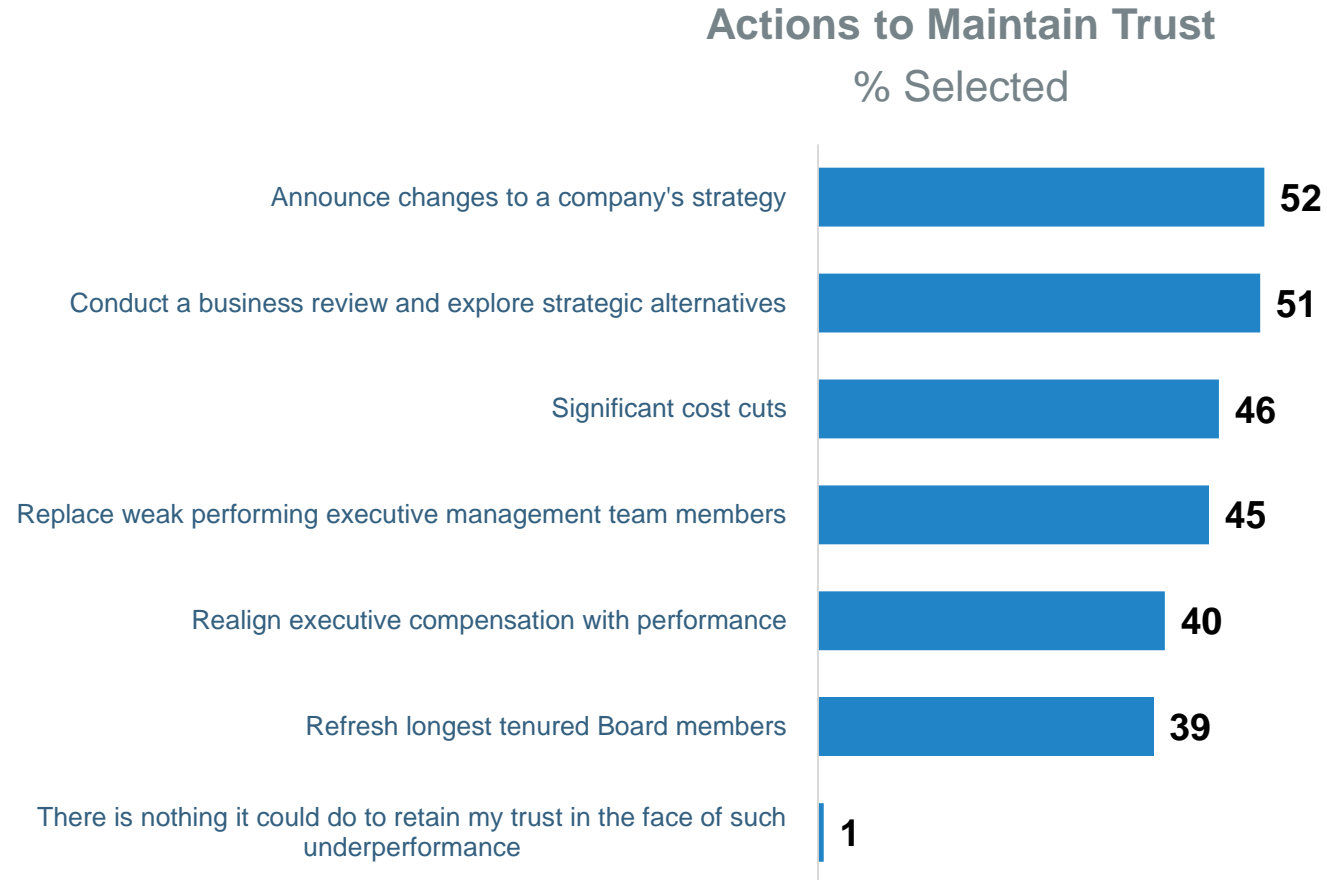 Actions to Maintain Trust
% Selected
Announce changes to a company's strategy
52
Conduct a business review and explore strategic alternatives
51
Significant cost cuts
46
Replace weak performing executive management team members
45
Realign executive compensation with performance
40
Refresh longest tenured Board members
39
There is nothing it could do to retain my trust in the face of such
underperformance
1